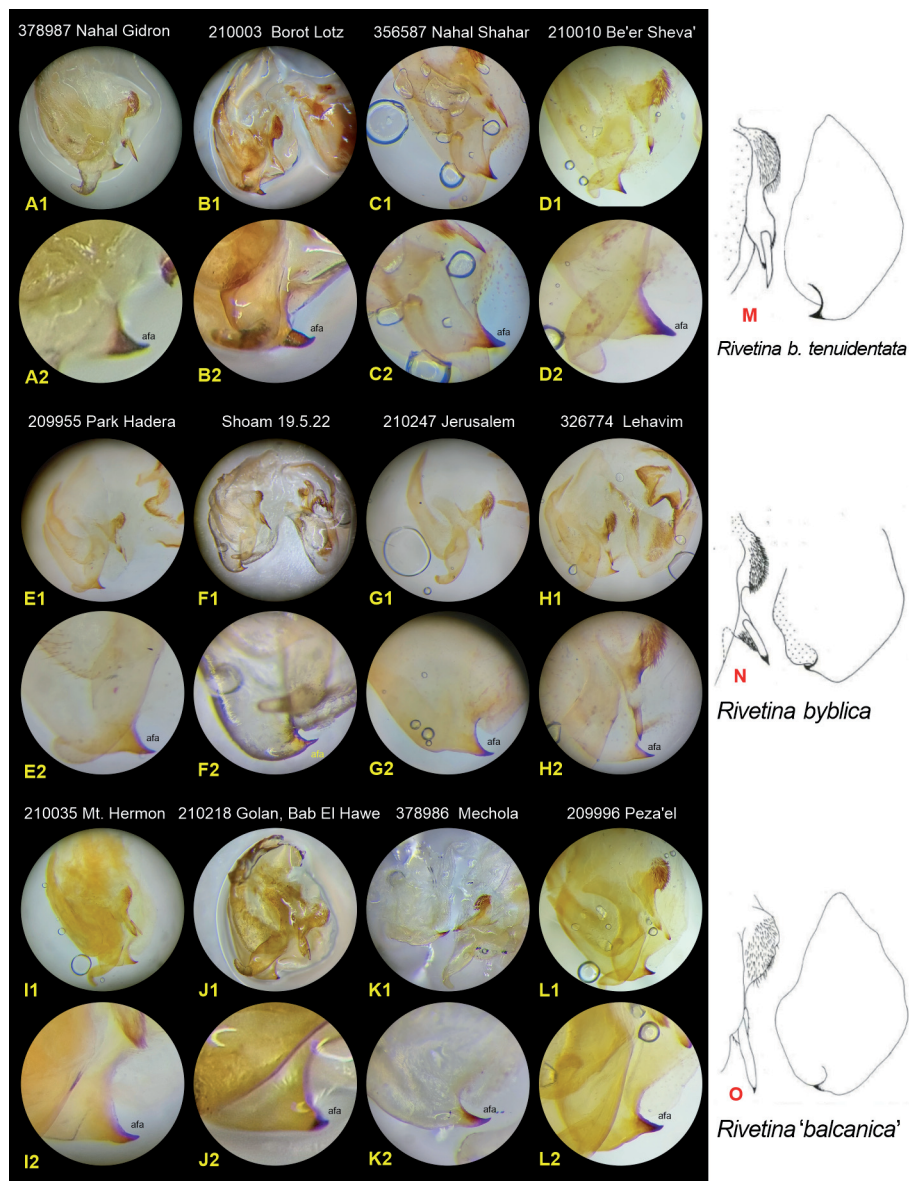 378987 Nahal Gidron 210003 Borot Lotz 356587 Nahal Shahar 210010 Be'er Sheva'
A1 B1 C1 D1
afa afa afa afa
A2 B2 C2 D2
M
Rivetina b. tenuidentata
209955 Park Hadera Shoam 19.5.22 210247 Jerusalem 326774 Lehavim
E1 F1 G1 H1
afa afa afa afa
E2 F2 G2 H2
N
Rivetina byblica
210035 Mt. Hermon 210218 Golan, Bab El Hawe 378986 Mechola 209996 Peza'el
I1 J1 K1 L1
afa afa afa afa
I2 J2 K2 L2
O
Rivetina 'balcanica'